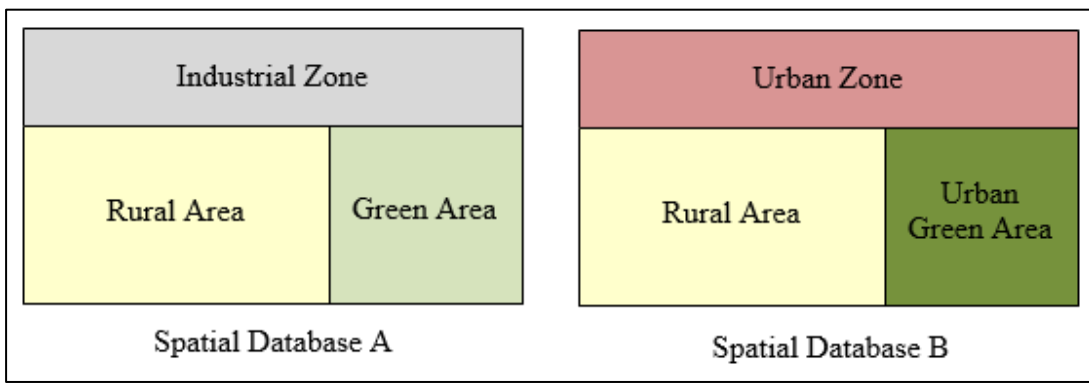 Industrial Zone
Rural Area
Green Area
Spatial Database A
Urban Zone
Rural Area
Urban
Green Area
Spatial Database B